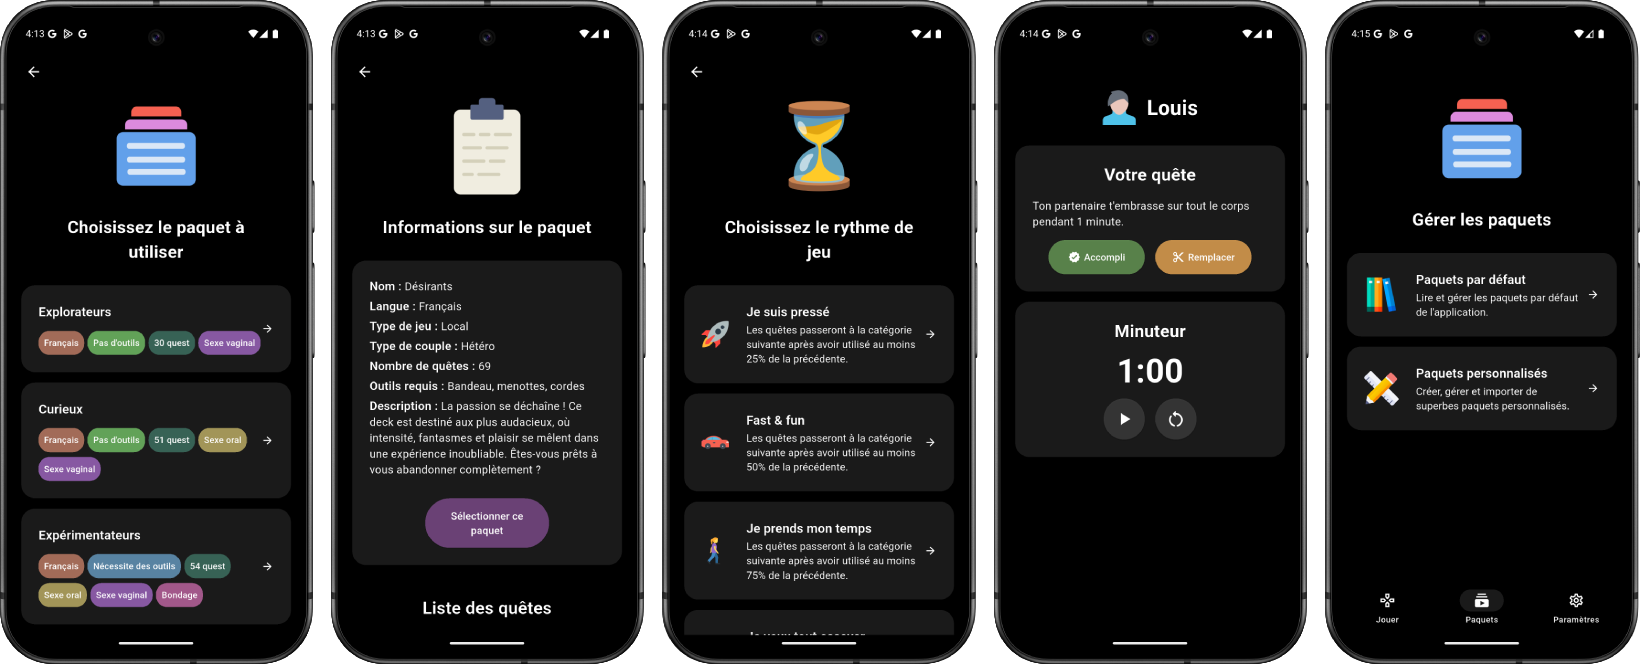 4:13
Choisissez le paquet à
utiliser
Explorateurs
Français Pas d'outils 30 quest Sexe vaginal
Curieux
Français Pas d'outils 51 quest Sexe oral
Sexe vaginal
Expérimentateurs
Français Nécessite des outils 54 quest
Sexe oral Sexe vaginal Bondage
4:13
Informations sur le paquet
Nom : Désirants
Langue : Français
Type de jeu : Local
Type de couple : Hétéro
Nombre de quêtes : 69
Outils requis : Bandeau, menottes, cordes
Description : La passion se déchaîne ! Ce
deck est destiné aux plus audacieux, où
intensité, fantasmes et plaisir se mêlent dans
une expérience inoubliable. Êtes-vous prêts à
vous abandonner complètement ?
Sélectionner ce
paquet
Liste des quêtes
4:14
Choisissez le rythme de
jeu
Je suis pressé
Les quêtes passeront à la catégorie
suivante après avoir utilisé au moins
25% de la précédente.
Fast & fun
Les quêtes passeront à la catégorie
suivante après avoir utilisé au moins
50% de la précédente.
Je prends mon temps
Les quêtes passeront à la catégorie
suivante après avoir utilisé au moins
75% de la précédente.
4:14
Louis
Votre quête
Ton partenaire t'embrasse sur tout le corps
pendant 1 minute.
Accompli Remplacer
Minuteur
1:00
4:15
Gérer les paquets
Paquets par défaut
Lire et gérer les paquets par défaut
de l'application.
Paquets personnalisés
Créer, gérer et importer de
superbes paquets personnalisés.
Jouer Paquets Paramètres